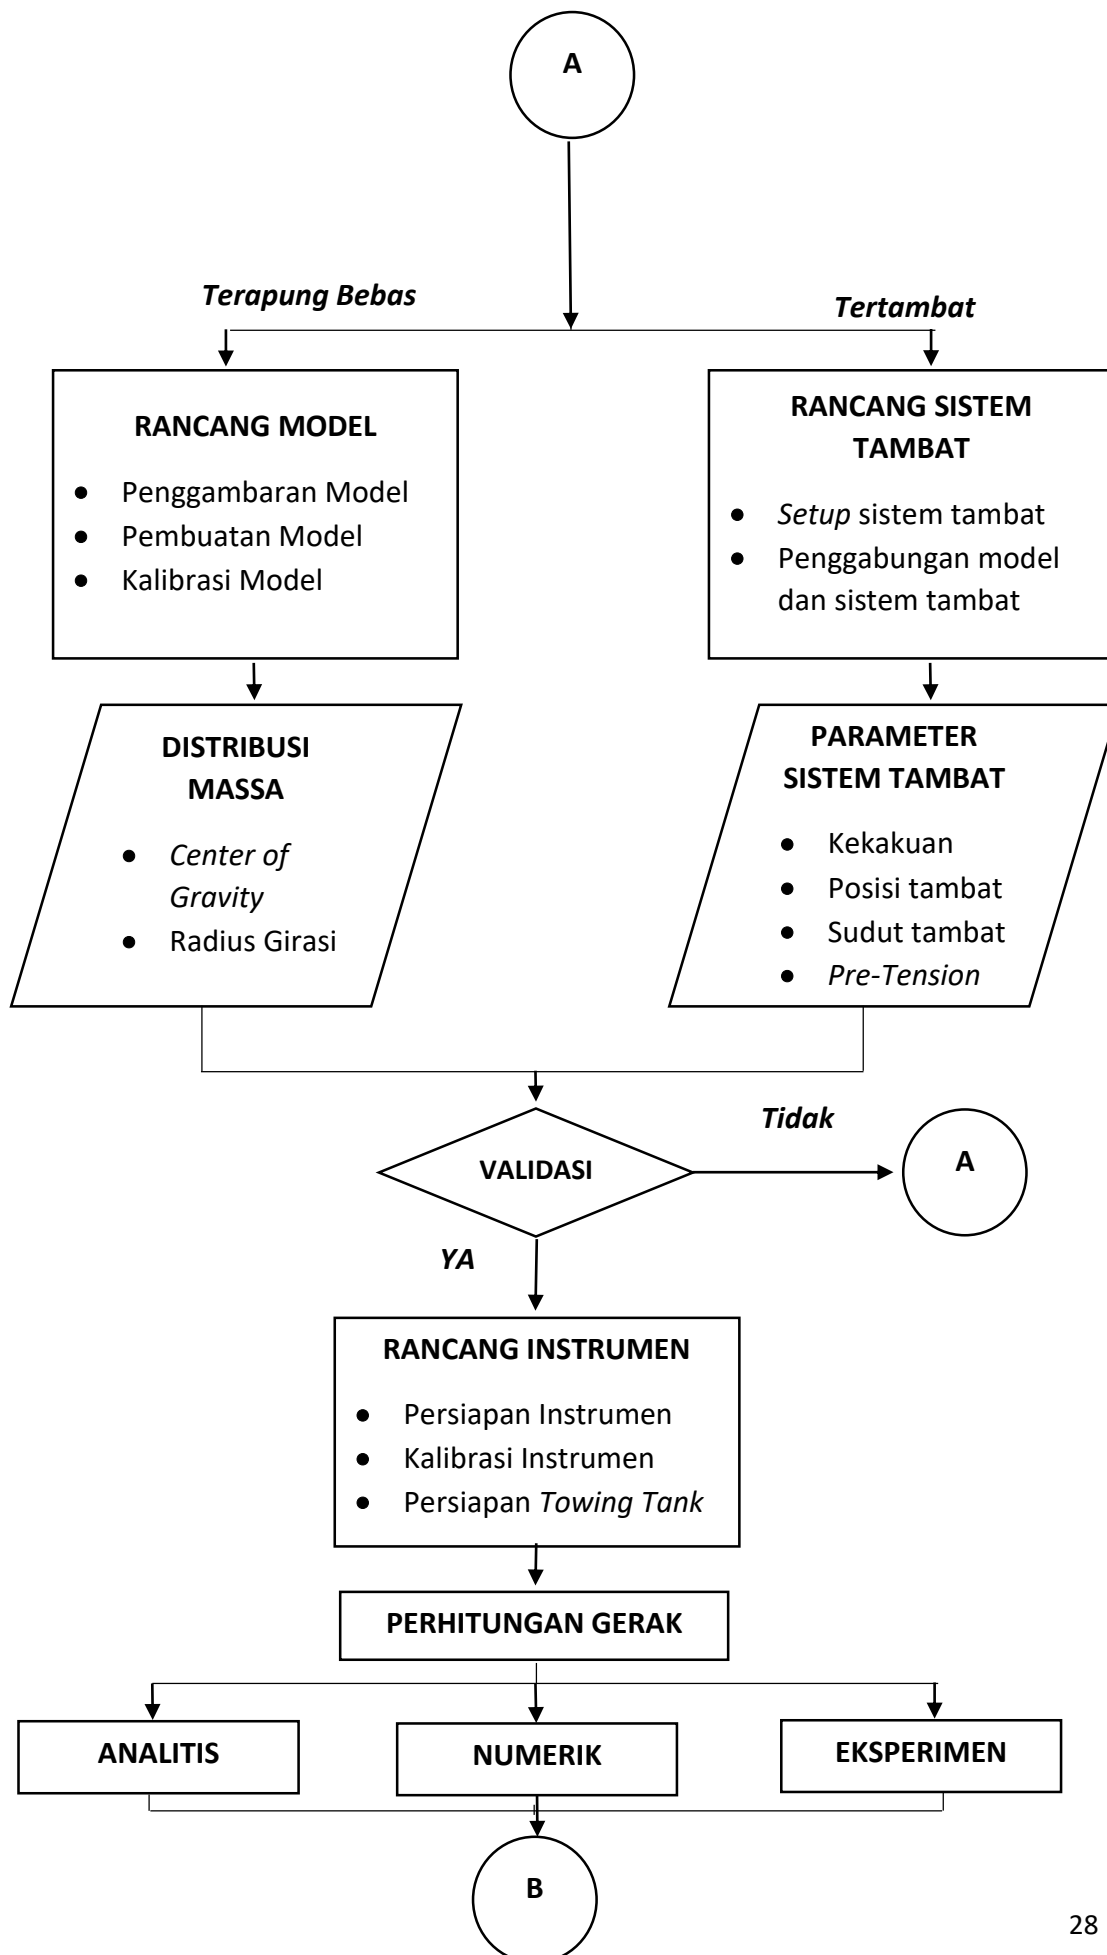 A
Terapung Bebas
Tertambat
RANCANG MODEL
• Penggambaran Model
• Pembuatan Model
• Kalibrasi Model
RANCANG SISTEM
TAMBAT
• Setup sistem tambat
• Penggabungan model
dan sistem tambat
DISTRIBUSI
MASSA
• Center of
Gravity
• Radius Girasi
PARAMETER
SISTEM TAMBAT
• Kekakuan
• Posisi tambat
• Sudut tambat
• Pre-Tension
VALIDASI
Tidak
A
YA
RANCANG INSTRUMEN
• Persiapan Instrumen
• Kalibrasi Instrumen
• Persiapan Towing Tank
PERHITUNGAN GERAK
ANALITIS
NUMERIK
EKSPERIMEN
B
28